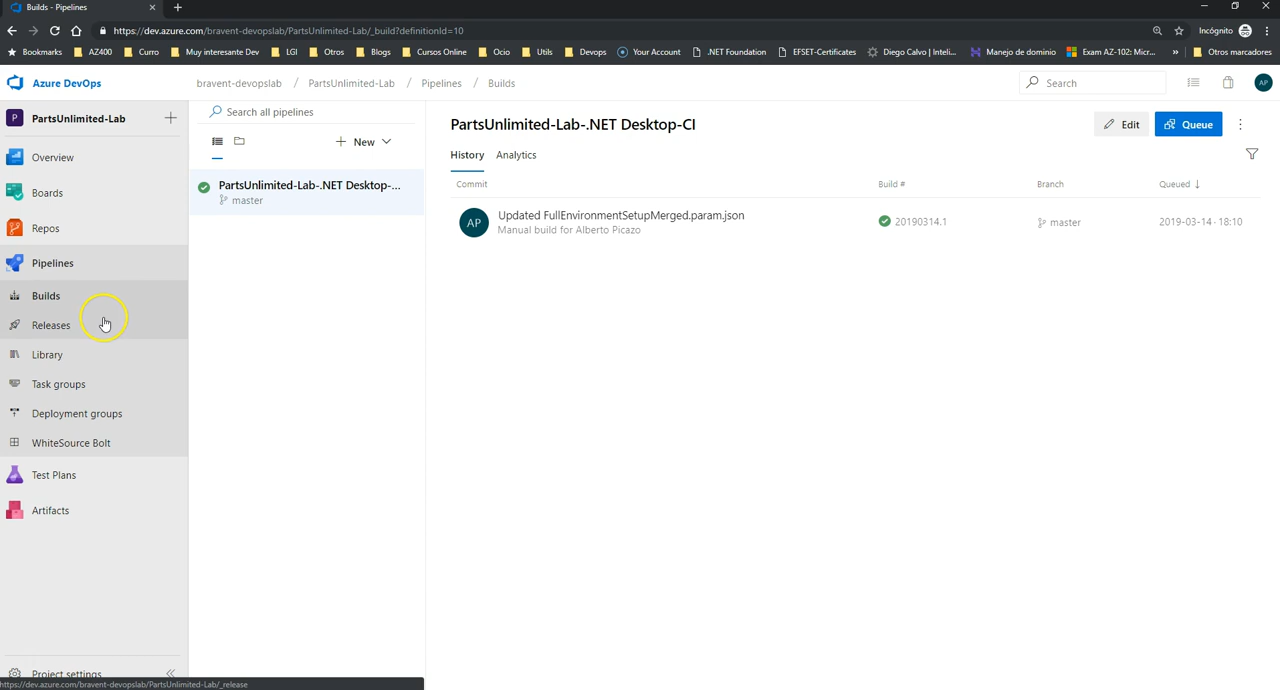 Builds - Pipelines
https://dev.azure.com/bravent-devopslab/PartsUnlimited-Lab/_build?definitionId=10
Incógnito
Bookmarks AZ400 Curro Muy interesante Dev LGI Otros Blogs Cursos Online Ocio Utils Devops Your Account .NET Foundation EFSET-Certificates Diego Calvo | Inteli... Manejo de dominio Exam AZ-102: Micr... » Otros marcadores
Azure DevOps
bravent-devopslab / PartsUnlimited-Lab / Pipelines / Builds
Search
AP
P PartsUnlimited-Lab
Overview
Boards
Repos
Pipelines
Builds
Releases
Library
Task groups
Deployment groups
WhiteSource Bolt
Test Plans
Artifacts
Project settings
https://dev.azure.com/bravent-devopslab/PartsUnlimited-Lab/_release
Search all pipelines
New
PartsUnlimited-Lab-.NET Desktop-...
master
PartsUnlimited-Lab-.NET Desktop-CI
Edit Queue
History Analytics
Commit Build # Branch Queued
AP Updated FullEnvironmentSetupMerged.param.json 20190314.1 master 2019-03-14 · 18:10
Manual build for Alberto Picazo